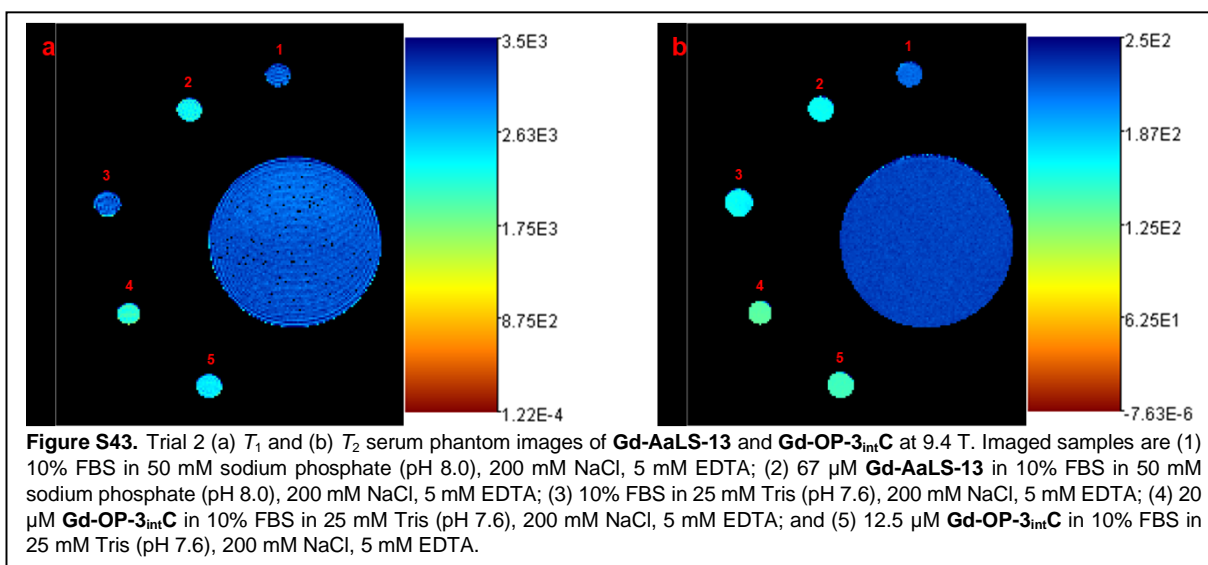 a
1
2
3
4
5
3.5E3
2.63E3
1.75E3
8.75E2
1.22E-4
b
1
2
3
4
5
2.5E2
1.87E2
1.25E2
6.25E1
-7.63E-6
Figure S43. Trial 2 (a) T₁ and (b) T₂ serum phantom images of Gd-AaLS-13 and Gd-OP-3intC at 9.4 T. Imaged samples are (1)
10% FBS in 50 mM sodium phosphate (pH 8.0), 200 mM NaCl, 5 mM EDTA; (2) 67 µM Gd-AaLS-13 in 10% FBS in 50 mM
sodium phosphate (pH 8.0), 200 mM NaCl, 5 mM EDTA; (3) 10% FBS in 25 mM Tris (pH 7.6), 200 mM NaCl, 5 mM EDTA; (4) 20
µM Gd-OP-3intC in 10% FBS in 25 mM Tris (pH 7.6), 200 mM NaCl, 5 mM EDTA; and (5) 12.5 µM Gd-OP-3intC in 10% FBS in
25 mM Tris (pH 7.6), 200 mM NaCl, 5 mM EDTA.